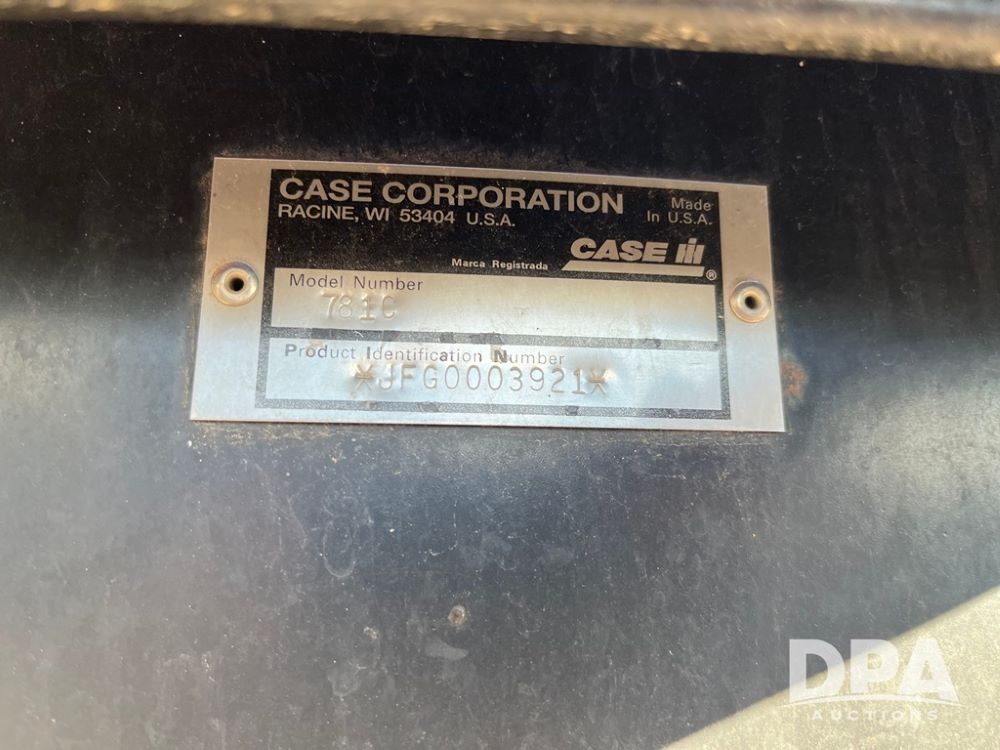 CASE CORPORATION
RACINE, WI 53404 U.S.A.
Made
In U.S.A.
Marca Registrada
CASE IH ®
Model Number
781C
Product Identification Number
*JFG0003921*
DPA
AUCTIONS